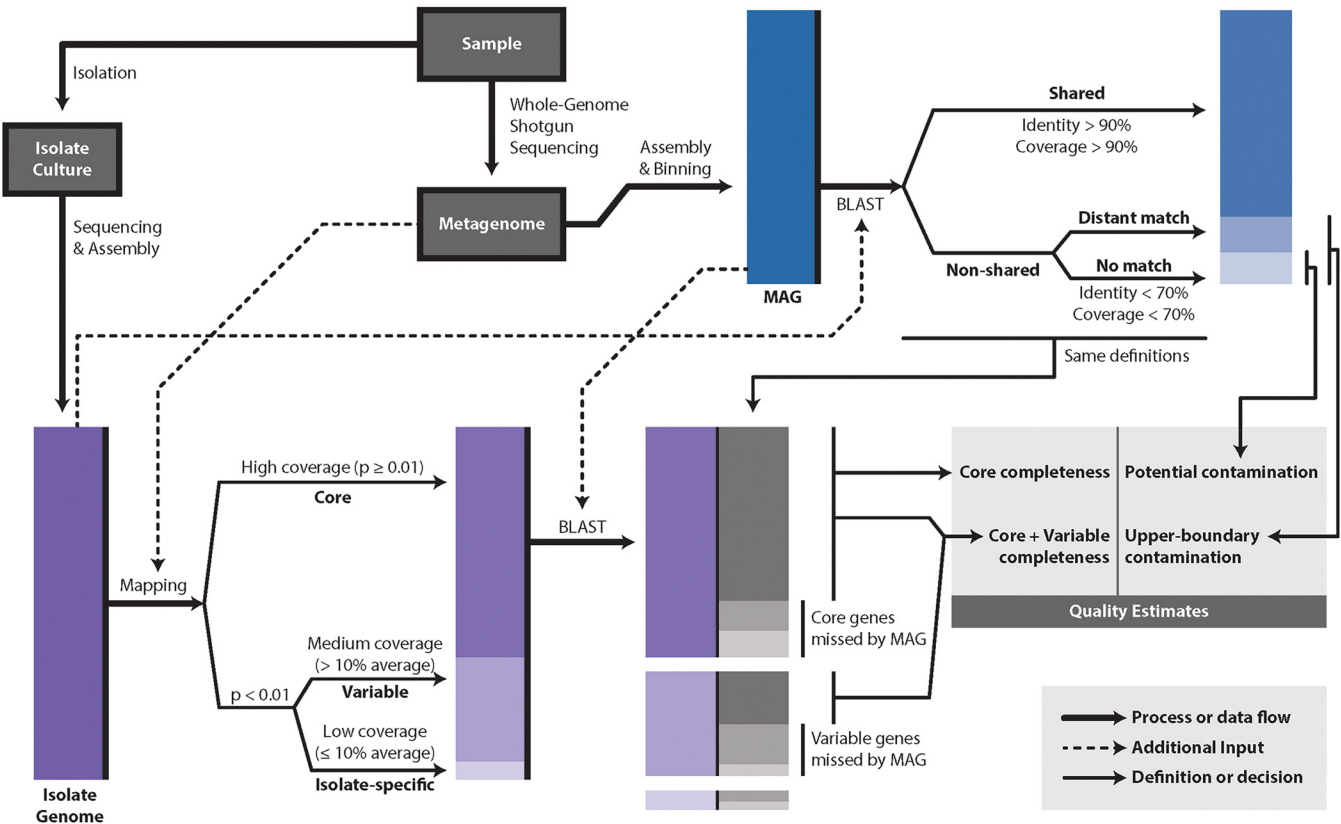 Sample
Isolation
Whole-Genome
Shotgun
Sequencing
Isolate
Culture
Assembly
& Binning
Sequencing
& Assembly
Metagenome
MAG
BLAST
Shared
Identity > 90%
Coverage > 90%
Distant match
Non-shared
No match
Identity < 70%
Coverage < 70%
Same definitions
High coverage (p ≥ 0.01)
Core
Mapping
Medium coverage
(> 10% average)
p < 0.01
Variable
Low coverage
(≤ 10% average)
Isolate-specific
Isolate
Genome
BLAST
Core genes
missed by MAG
Variable genes
missed by MAG
Core completeness
Potential contamination
Core + Variable
completeness
Upper-boundary
contamination
Quality Estimates
Process or data flow
Additional Input
Definition or decision